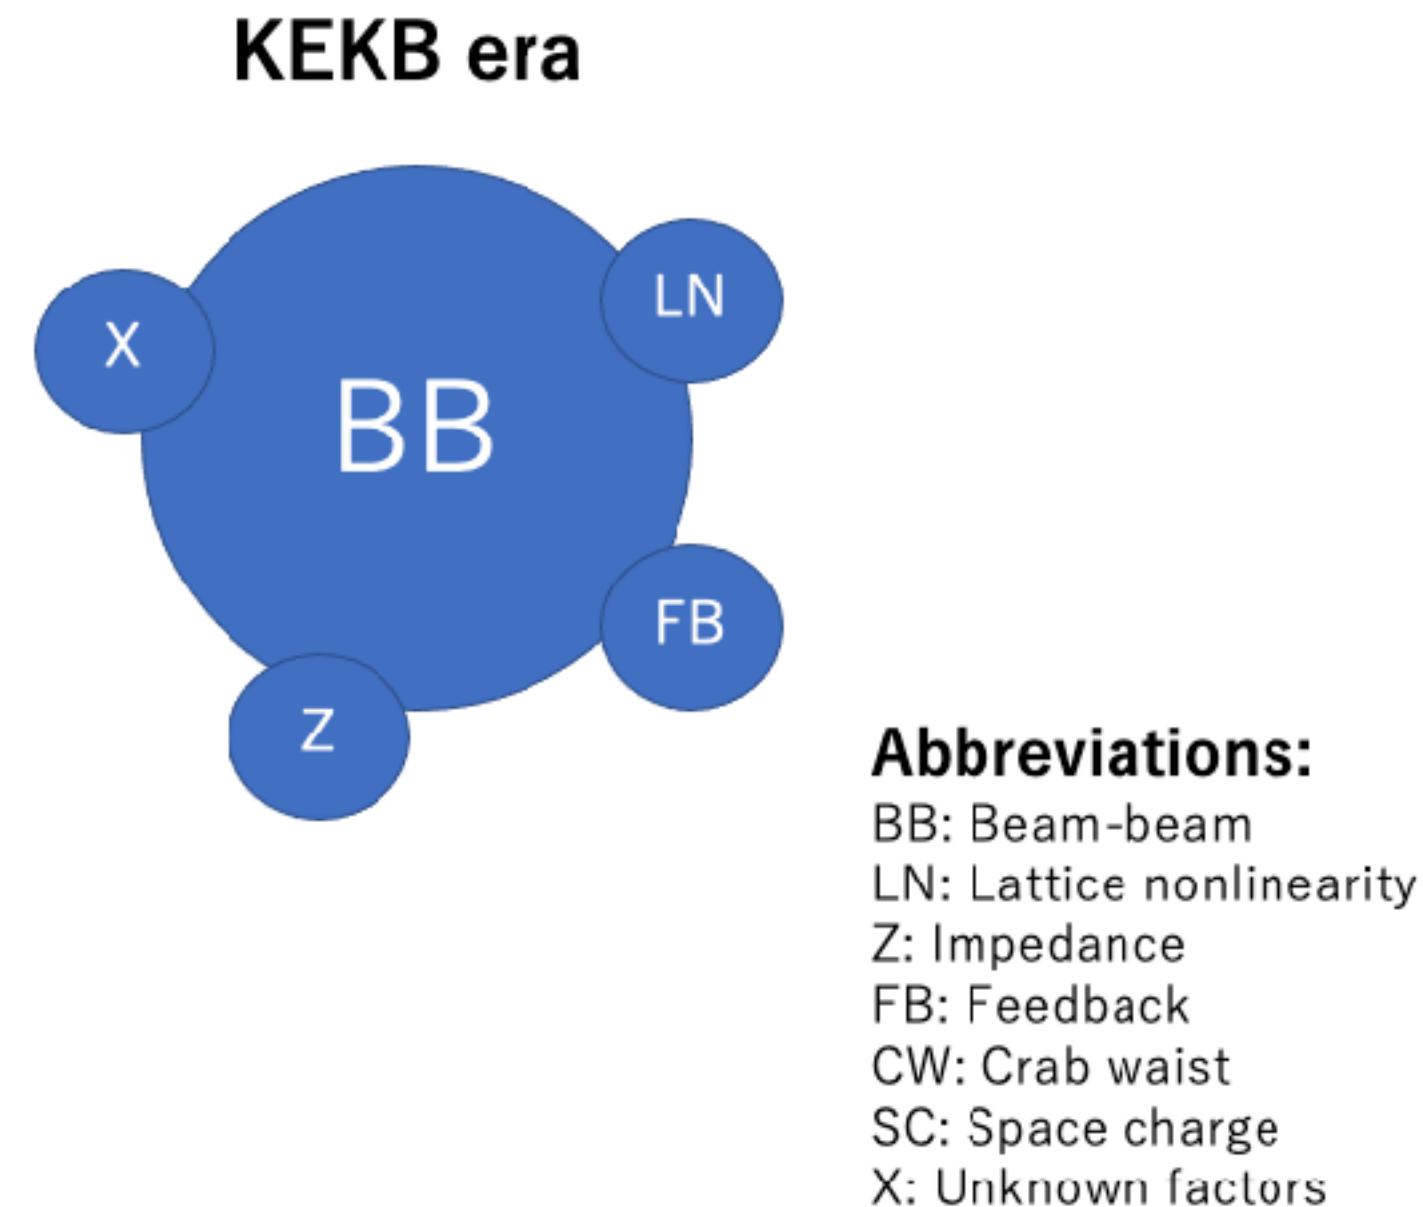 KEKB era
X
LN
BB
FB
Z
Abbreviations:
BB: Beam-beam
LN: Lattice nonlinearity
Z: Impedance
FB: Feedback
CW: Crab waist
SC: Space charge
X: Unknown factors